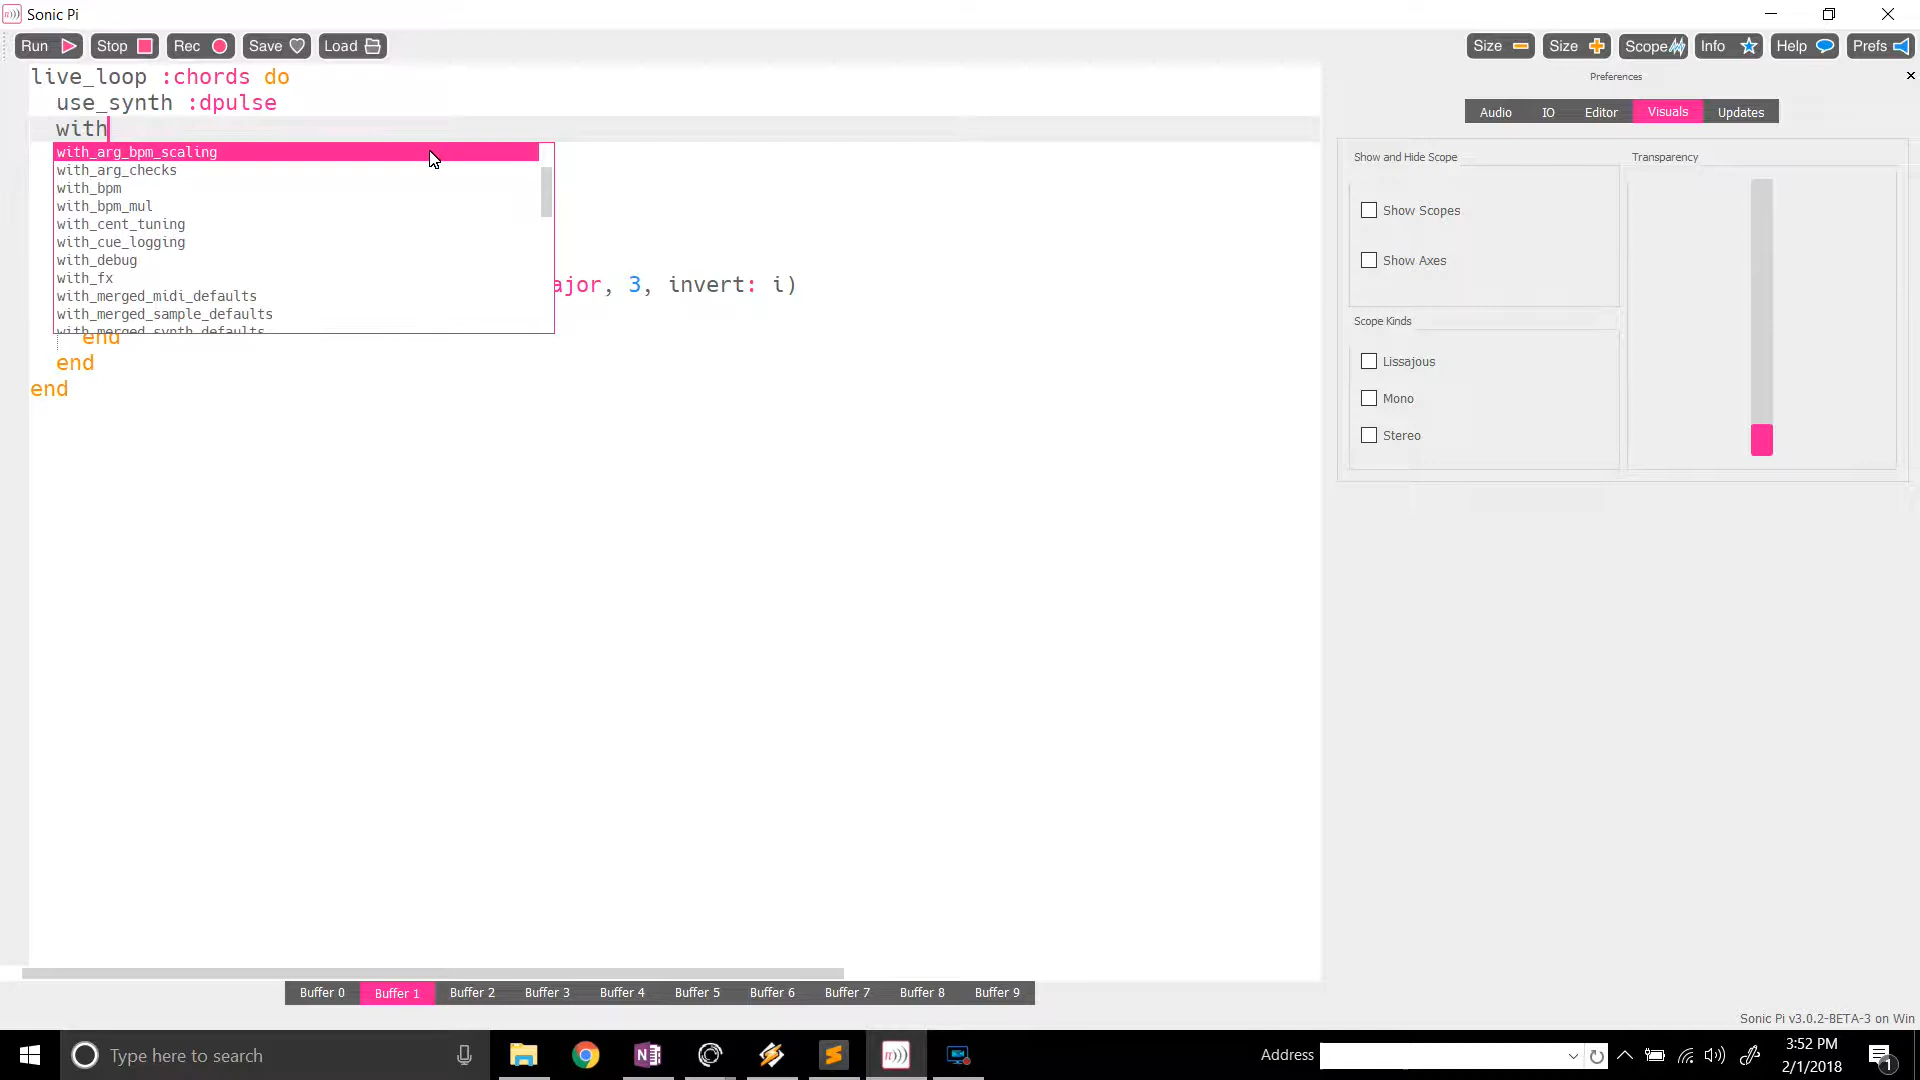 Sonic Pi
Run Stop Rec Save Load Size Size Scope Info Help Prefs
live_loop :chords do
use_synth :dpulse
with
with_arg_bpm_scaling
with_arg_checks
with_bpm
with_bpm_mul
with_cent_tuning
with_cue_logging
with_debug
with_fx
with_merged_midi_defaults
with_merged_sample_defaults
with_merged_synth_defaults
ajor, 3, invert: i)
end
end
end
Preferences
Audio IO Editor Visuals Updates
Show and Hide Scope
Show Scopes
Show Axes
Scope Kinds
Lissajous
Mono
Stereo
Transparency
Buffer 0 Buffer 1 Buffer 2 Buffer 3 Buffer 4 Buffer 5 Buffer 6 Buffer 7 Buffer 8 Buffer 9
Sonic Pi v3.0.2-BETA-3 on Win
Type here to search
Address
3:52 PM
2/1/2018
1